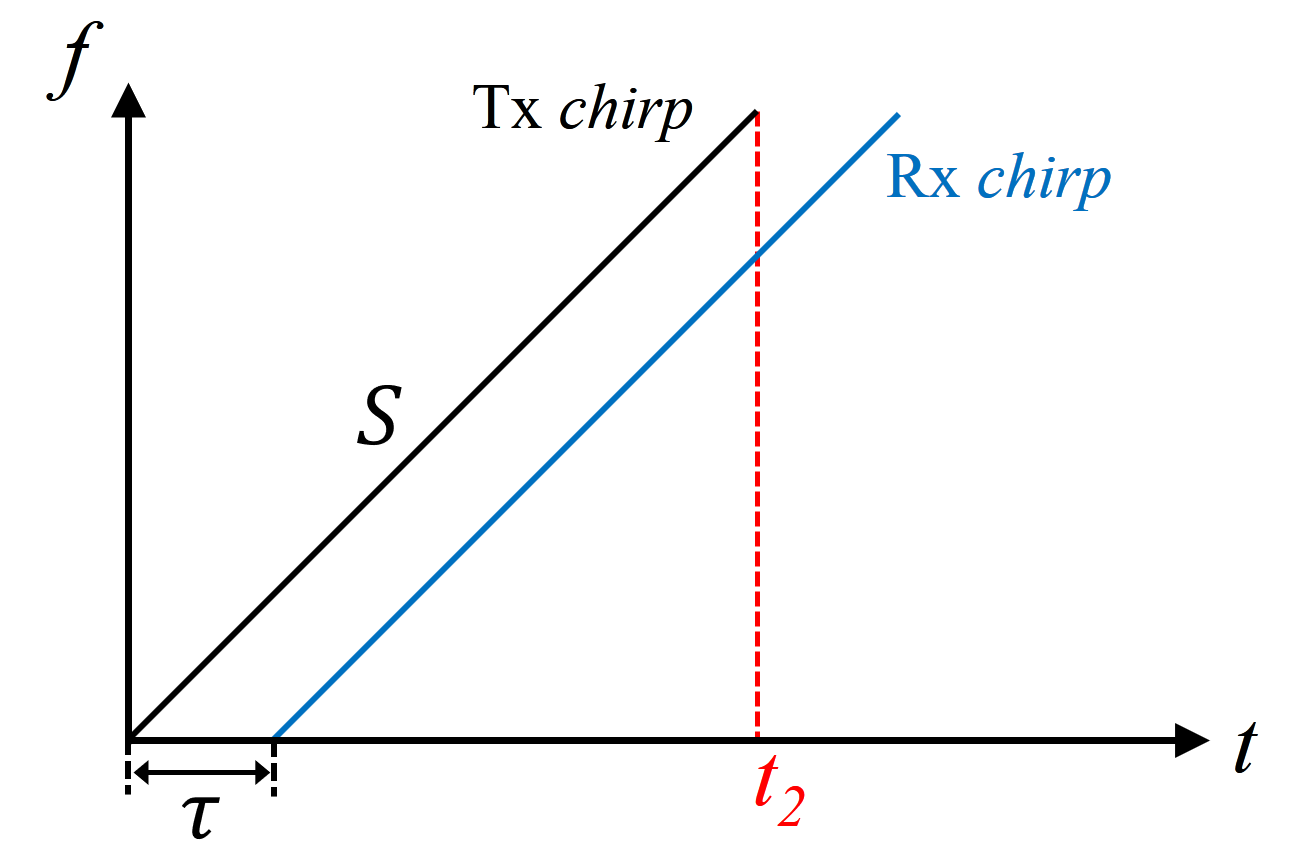 f
Tx chirp
Rx chirp
S
t
t2
τ